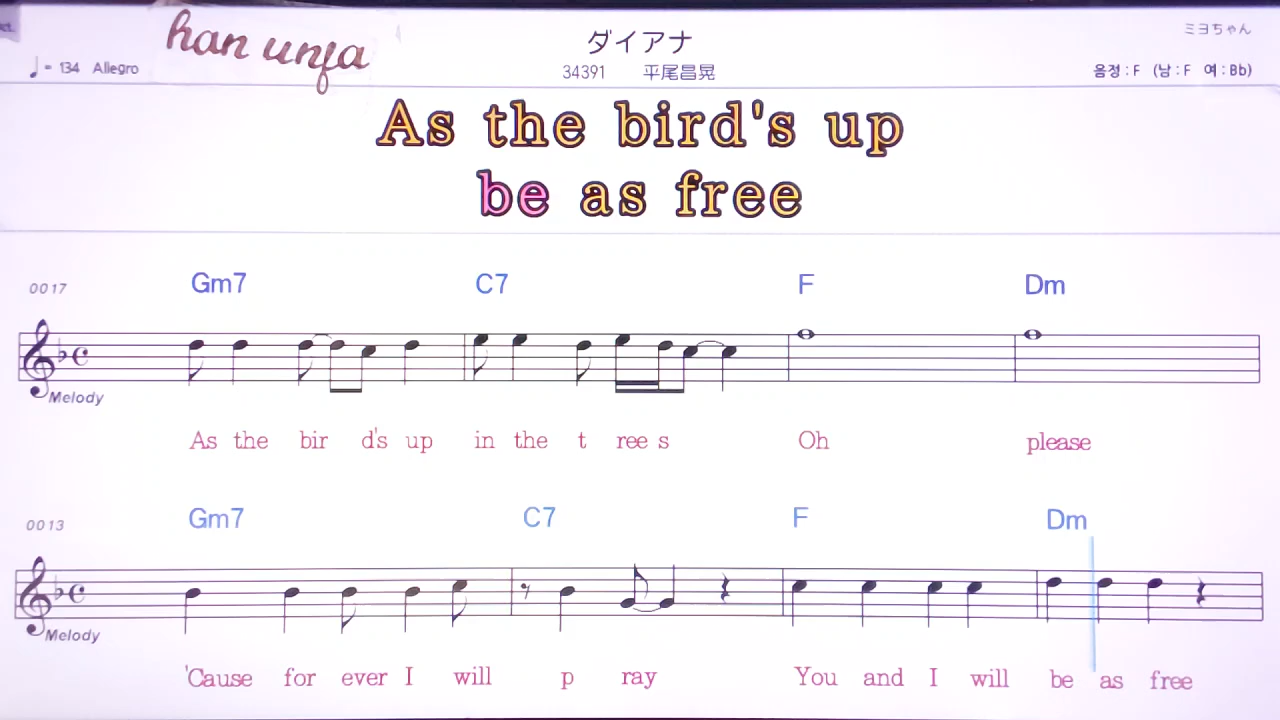 han unja
ダイアナ
ミヨちゃん
♩= 134 Allegro
34391 平尾昌晃
음정 : F (남 : F 여 : Bb)
As the bird's up
be as free
0017 Gm7 C7 F Dm
Melody
As the bir d's up in the t ree s Oh please
0013 Gm7 C7 F Dm
Melody
'Cause for ever I will p ray You and I will be as free